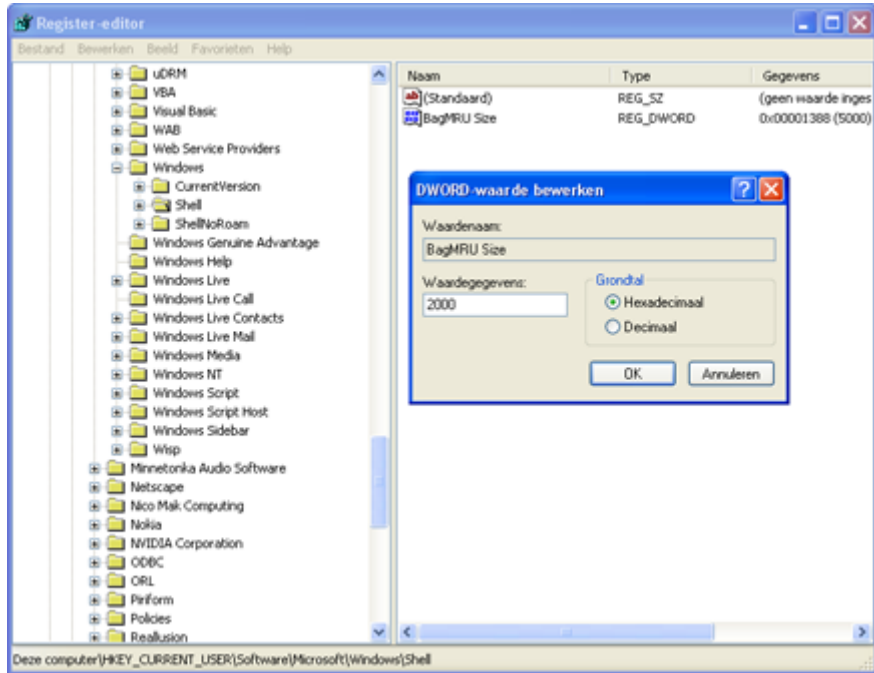 Register-editor
Bestand Bewerken Beeld Favorieten Help
uDRM
VBA
Visual Basic
WAB
Web Service Providers
Windows
CurrentVersion
Shell
ShellNoRoam
Windows Genuine Advantage
Windows Help
Windows Live
Windows Live Call
Windows Live Contacts
Windows Live Mail
Windows Media
Windows NT
Windows Script
Windows Script Host
Windows Sidebar
Wisp
Minnetonka Audio Software
Netscape
Nico Mak Computing
Nokia
NVIDIA Corporation
ODBC
ORL
Piriform
Policies
Reallusion
Naam Type Gegevens
(Standaard) REG_SZ (geen waarde inges
BagMRU Size REG_DWORD 0x00001388 (5000)
DWORD-waarde bewerken
Waardenaam:
BagMRU Size
Waardegegevens:
2000
Grondtal
Hexadecimaal
Decimaal
OK Annuleren
Deze computer\HKEY_CURRENT_USER\Software\Microsoft\Windows\Shell